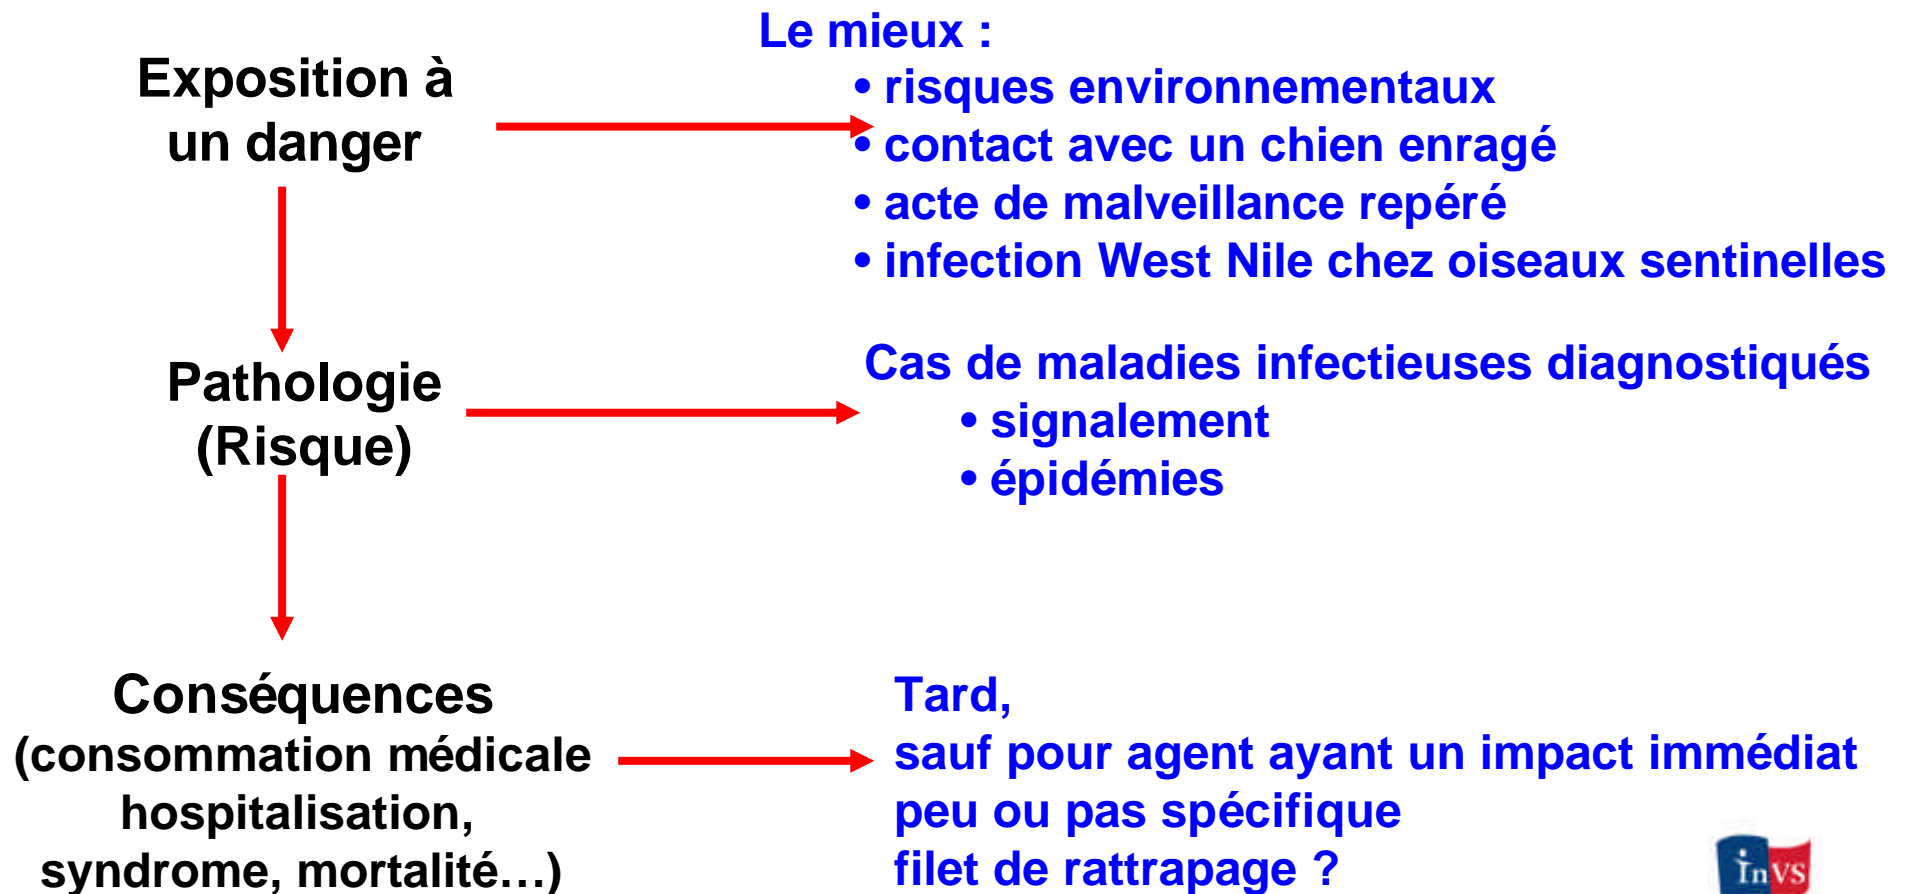 Exposition à
un danger
Le mieux :
• risques environnementaux
• contact avec un chien enragé
• acte de malveillance repéré
• infection West Nile chez oiseaux sentinelles
Pathologie
(Risque)
Cas de maladies infectieuses diagnostiqués
• signalement
• épidémies
Conséquences
(consommation médicale
hospitalisation,
syndrome, mortalité…)
Tard,
sauf pour agent ayant un impact immédiat
peu ou pas spécifique
filet de rattrapage ?
InVS